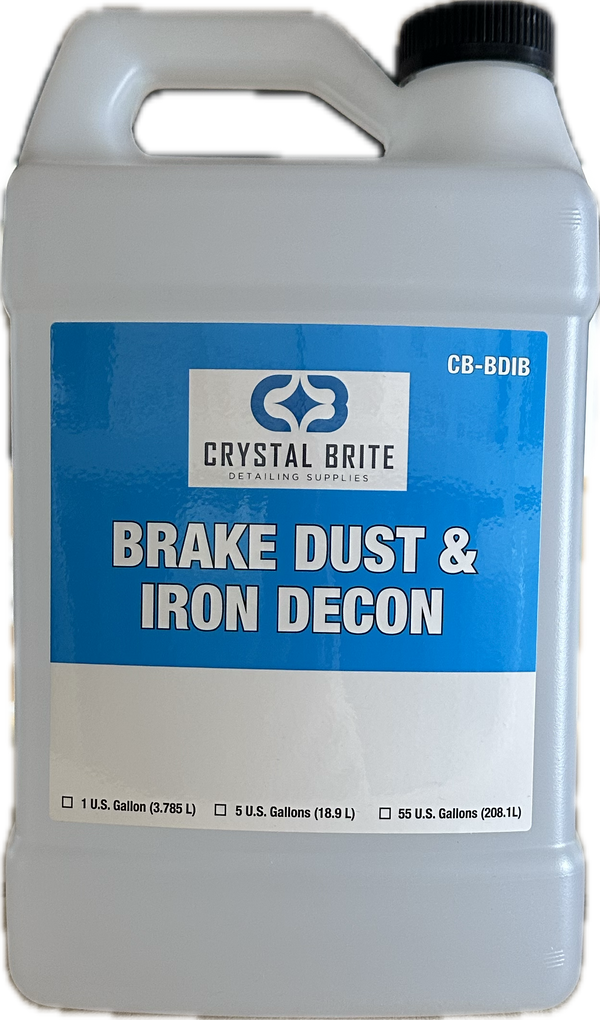 CB-BDIB
CB
CRYSTAL BRITE
DETAILING SUPPLIES
BRAKE DUST &
IRON DECON
☐ 1 U.S. Gallon (3.785 L) ☐ 5 U.S. Gallons (18.9 L) ☐ 55 U.S. Gallons (208.1L)